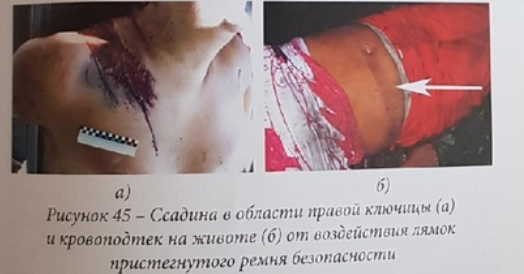 а)
б)
Рисунок 45 – Ссадина в области правой ключицы (а)
и кровоподтек на животе (б) от воздействия лямок
пристегнутого ремня безопасности